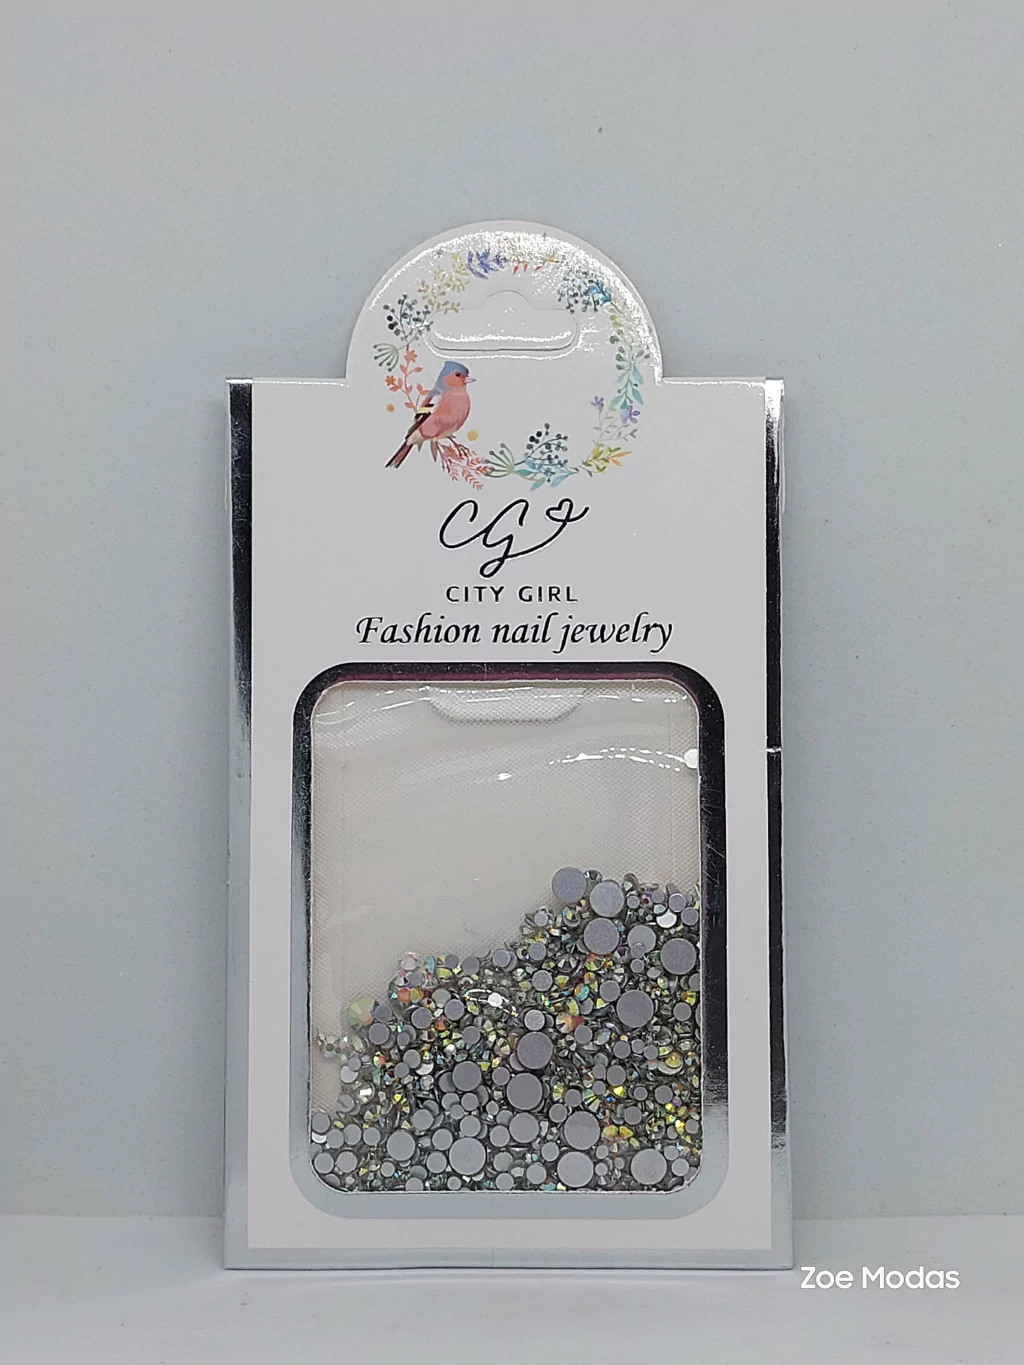 CG
CITY GIRL
Fashion nail jewelry
Zoe Modas